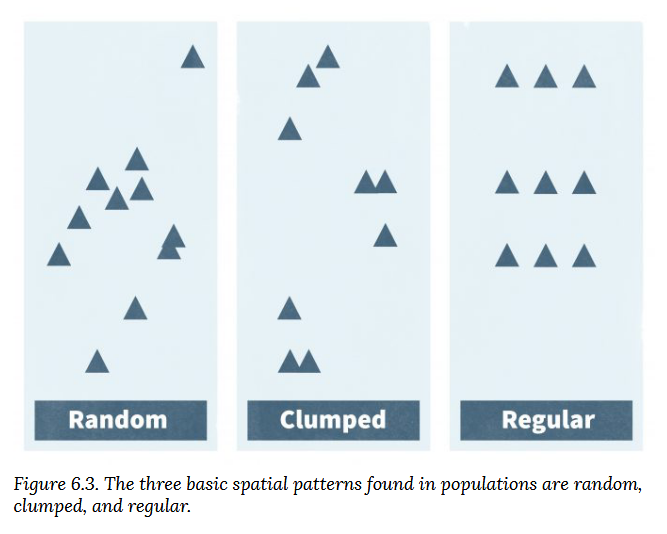 Random
Clumped
Regular
Figure 6.3. The three basic spatial patterns found in populations are random,
clumped, and regular.